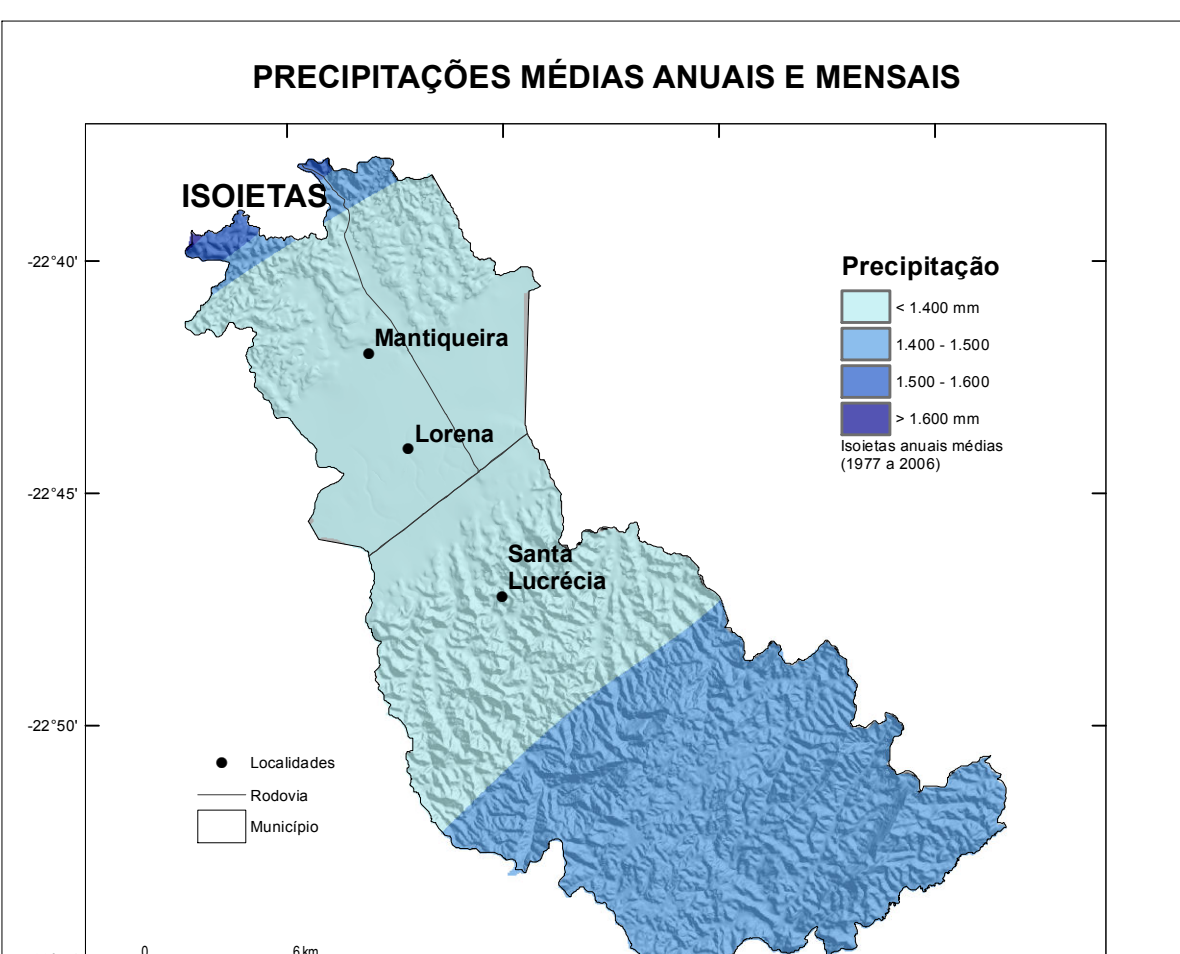 PRECIPITAÇÕES MÉDIAS ANUAIS E MENSAIS
ISOIETAS
-22°40'
Precipitação
< 1.400 mm
1.400 - 1.500
1.500 - 1.600
> 1.600 mm
Isoietas anuais médias
(1977 a 2006)
Mantiqueira
Lorena
-22°45'
Santa
Lucrécia
-22°50'
Localidades
Rodovia
Município
0
6 km